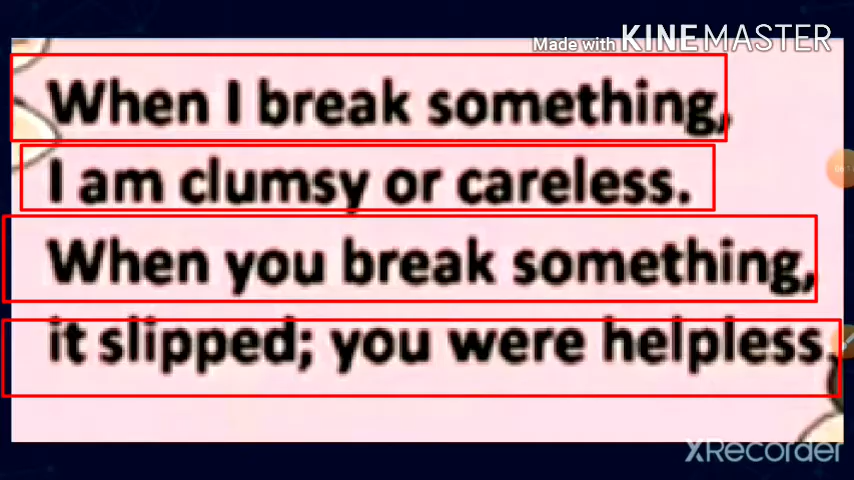 Made with KINEMASTER
When I break something,
I am clumsy or careless.
When you break something,
it slipped; you were helpless.
XRecorder